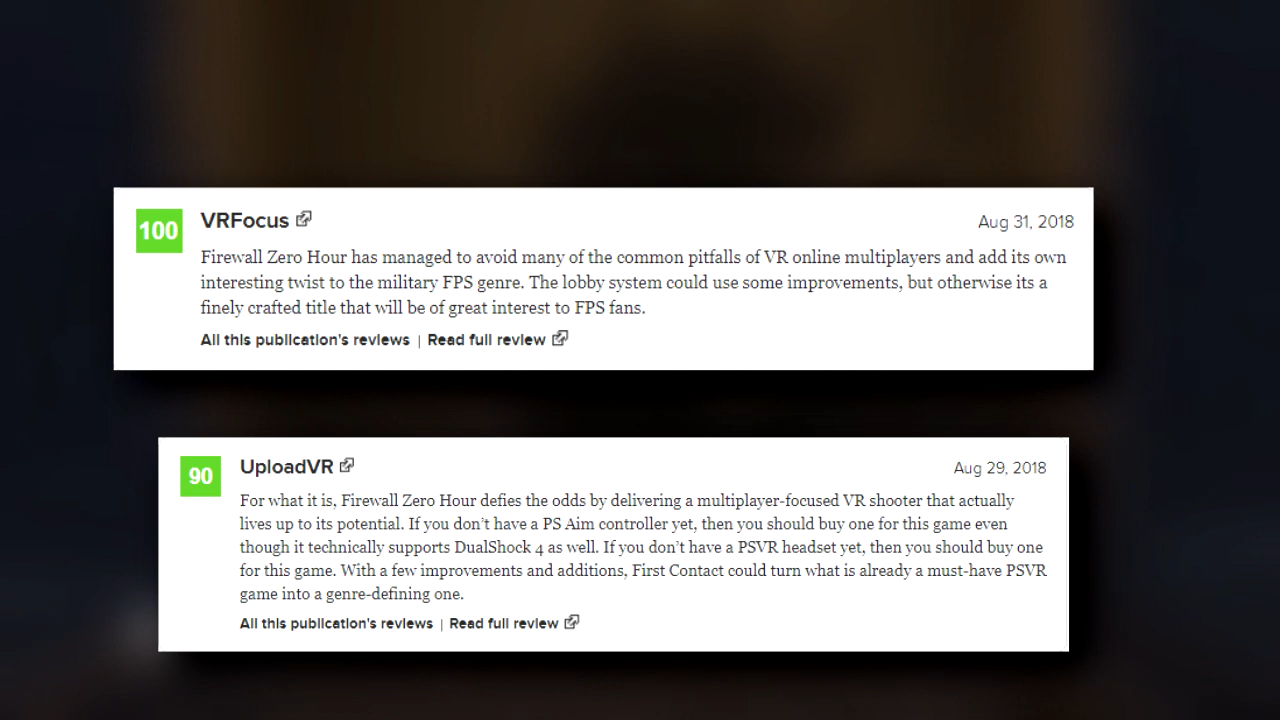 100
VRFocus
Aug 31, 2018
Firewall Zero Hour has managed to avoid many of the common pitfalls of VR online multiplayers and add its own
interesting twist to the military FPS genre. The lobby system could use some improvements, but otherwise its a
finely crafted title that will be of great interest to FPS fans.
All this publication's reviews | Read full review
90
UploadVR
Aug 29, 2018
For what it is, Firewall Zero Hour defies the odds by delivering a multiplayer-focused VR shooter that actually
lives up to its potential. If you don’t have a PS Aim controller yet, then you should buy one for this game even
though it technically supports DualShock 4 as well. If you don’t have a PSVR headset yet, then you should buy one
for this game. With a few improvements and additions, First Contact could turn what is already a must-have PSVR
game into a genre-defining one.
All this publication's reviews | Read full review